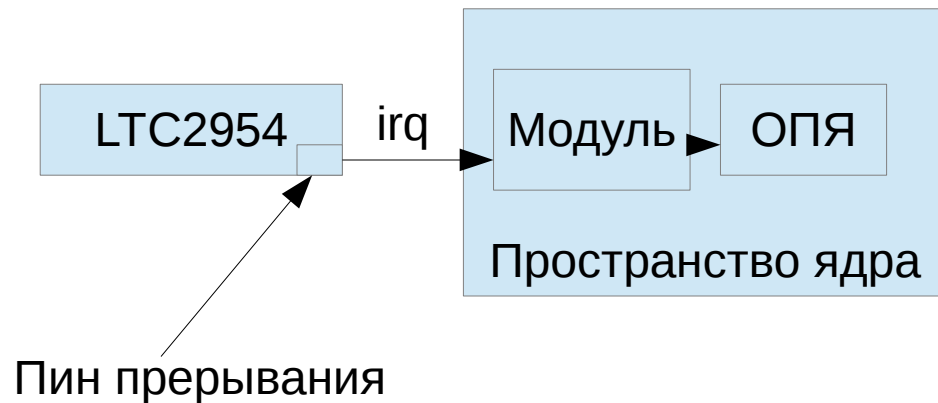 LTC2954
irq
Модуль
ОПЯ
Пространство ядра
Пин прерывания